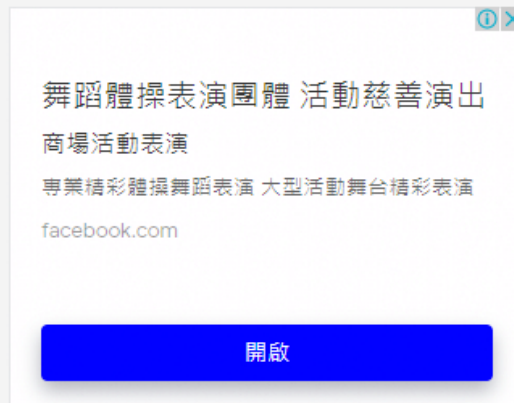 舞蹈體操表演團體 活動慈善演出
商場活動表演
專業精彩體操舞蹈表演 大型活動舞台精彩表演
facebook.com
開啟